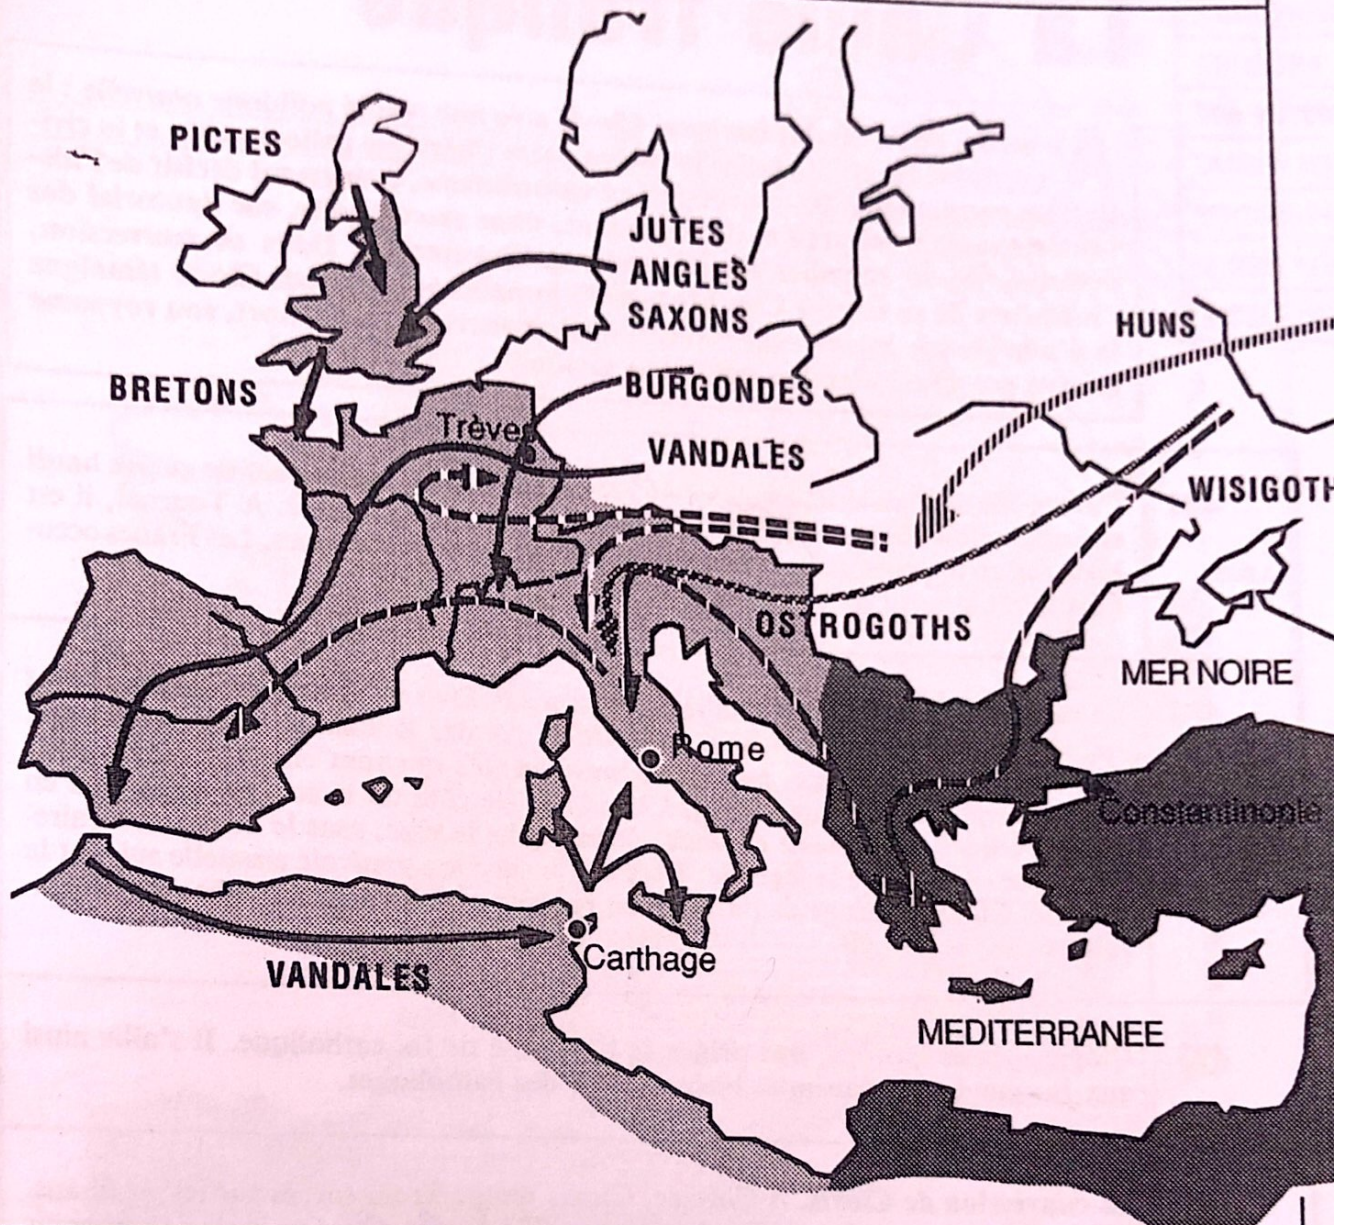 PICTES
JUTES
ANGLES
SAXONS
HUNS
BRETONS
BURGONDES
Trèves
VANDALES
WISIGOTH
OSTROGOTHS
MER NOIRE
Rome
Constantinople
Carthage
VANDALES
MEDITERRANEE